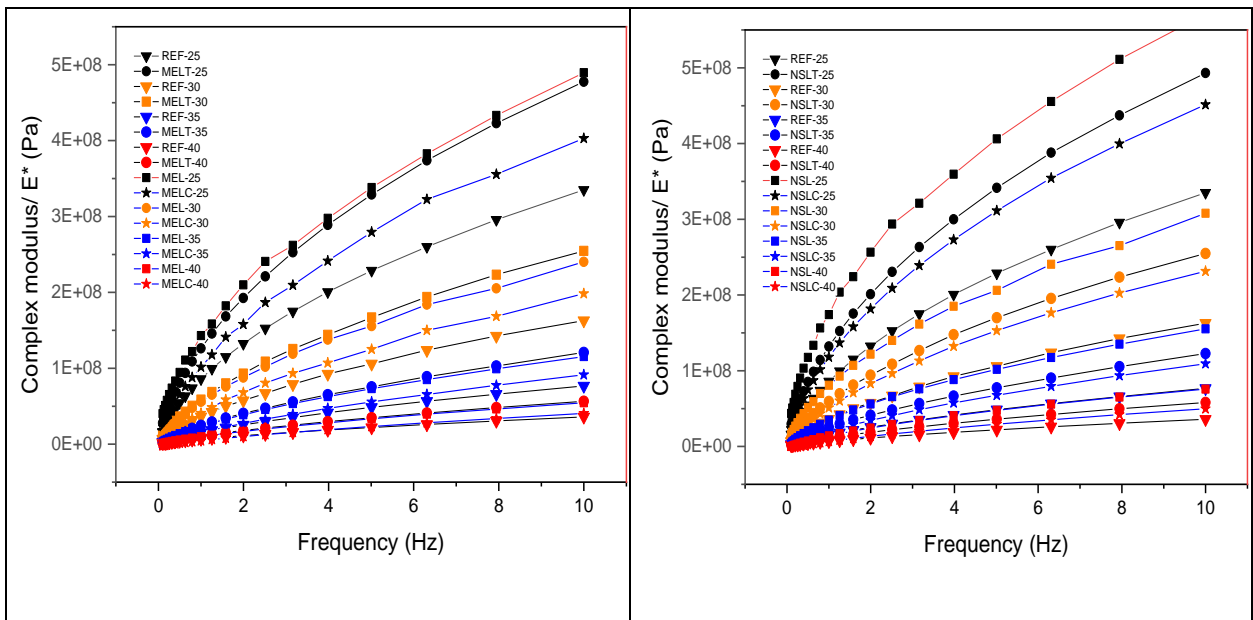 5E+08
4E+08
3E+08
2E+08
1E+08
0E+00
Complex modulus/ E* (Pa)
REF-25
MELT-25
REF-30
MELT-30
REF-35
MELT-35
REF-40
MELT-40
MEL-25
MELC-25
MEL-30
MELC-30
MEL-35
MELC-35
MEL-40
MELC-40
0 2 4 6 8 10
Frequency (Hz)
5E+08
4E+08
3E+08
2E+08
1E+08
0E+00
Complex modulus/ E* (Pa)
REF-25
NSLT-25
REF-30
NSLT-30
REF-35
NSLT-35
REF-40
NSLT-40
NSL-25
NSLC-25
NSL-30
NSLC-30
NSL-35
NSLC-35
NSL-40
NSLC-40
0 2 4 6 8 10
Frequency (Hz)